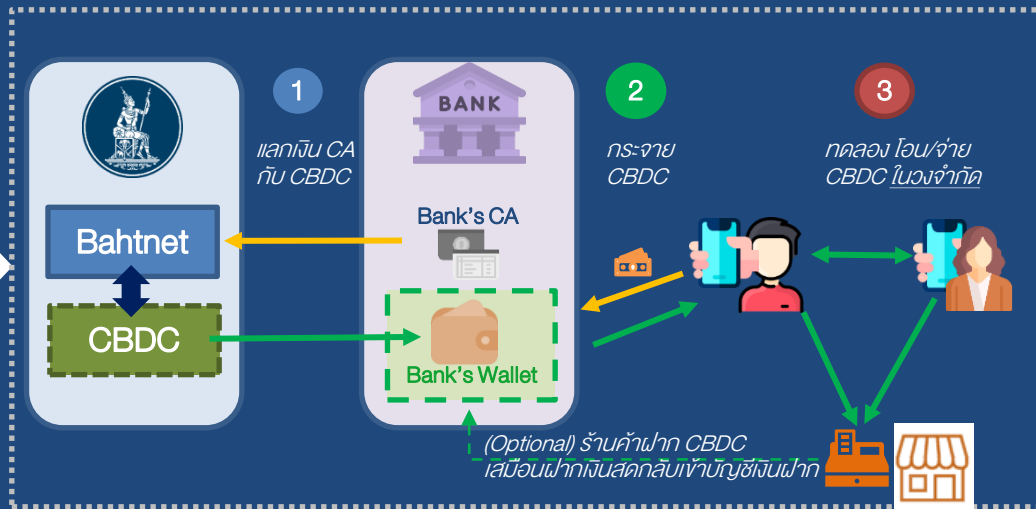 1
แลกเงิน CA
กับ CBDC
Bahtnet
CBDC
BANK
Bank's CA
Bank's Wallet
2
กระจาย
CBDC
3
ทดลอง โอน/จ่าย
CBDC ในวงจำกัด
(Optional) ร้านค้าฝาก CBDC
เสมือนฝากเงินสดกลับเข้าบัญชีเงินฝาก